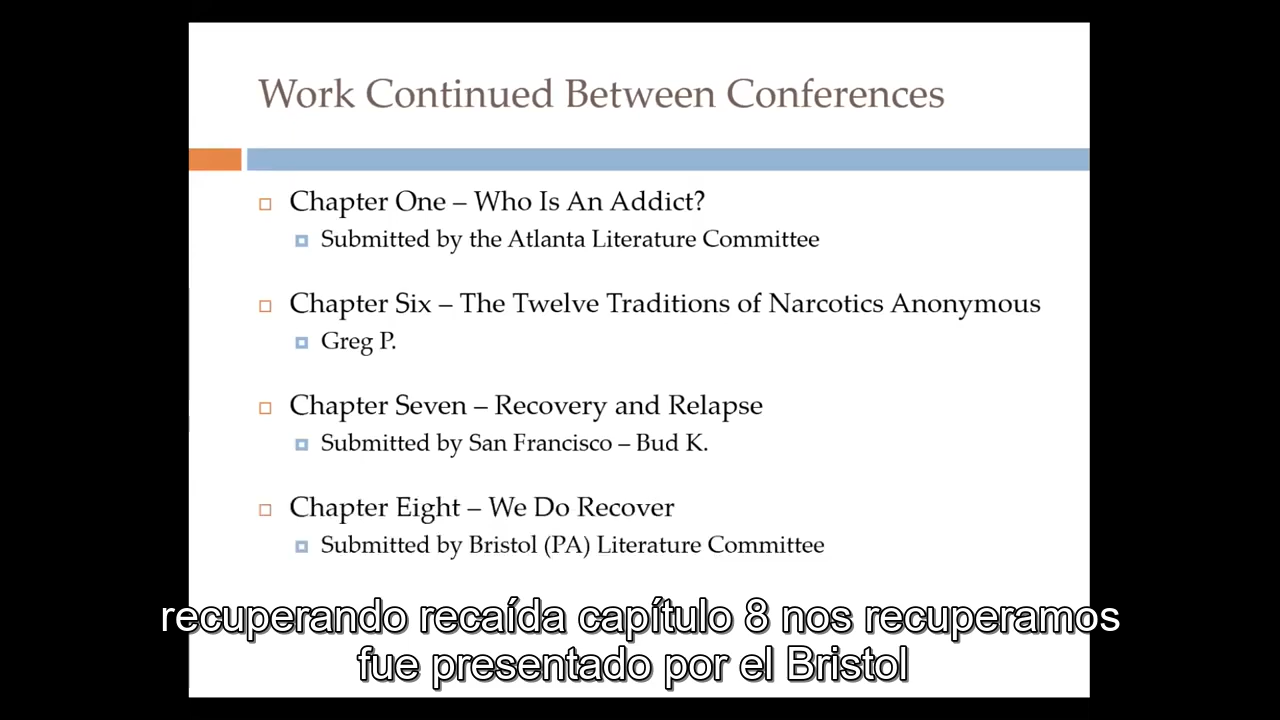 Work Continued Between Conferences
Chapter One – Who Is An Addict?
Submitted by the Atlanta Literature Committee
Chapter Six – The Twelve Traditions of Narcotics Anonymous
Greg P.
Chapter Seven – Recovery and Relapse
Submitted by San Francisco – Bud K.
Chapter Eight – We Do Recover
Submitted by Bristol (PA) Literature Committee
recuperando recaída capítulo 8 nos recuperamos
fue presentado por el Bristol